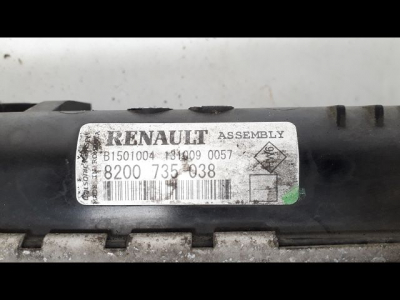 RENAULT ASSEMBLY
B1501004 131009 0057
8200 735 038